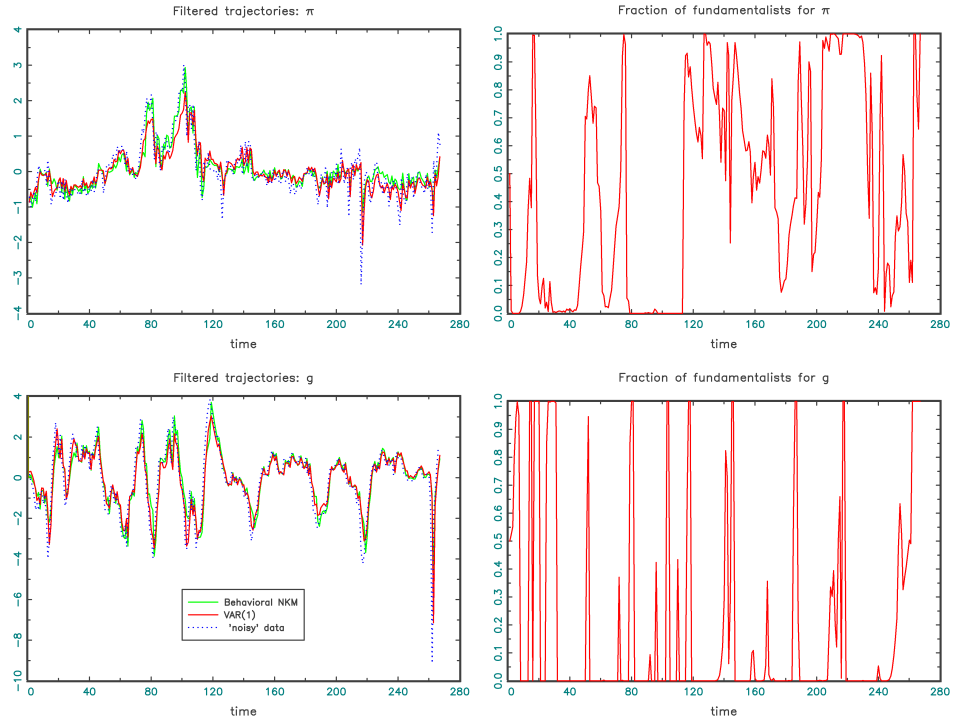 Filtered trajectories: π
4
3
2
1
0
−1
−2
−3
−4
0 40 80 120 160 200 240 280
time
Fraction of fundamentalists for π
1.0
0.9
0.8
0.7
0.6
0.5
0.4
0.3
0.2
0.1
0.0
0 40 80 120 160 200 240 280
time
Filtered trajectories: g
4
2
0
−2
−4
−6
−8
−10
0 40 80 120 160 200 240 280
time
Behavioral NKM
VAR(1)
'noisy' data
Fraction of fundamentalists for g
1.0
0.9
0.8
0.7
0.6
0.5
0.4
0.3
0.2
0.1
0.0
0 40 80 120 160 200 240 280
time